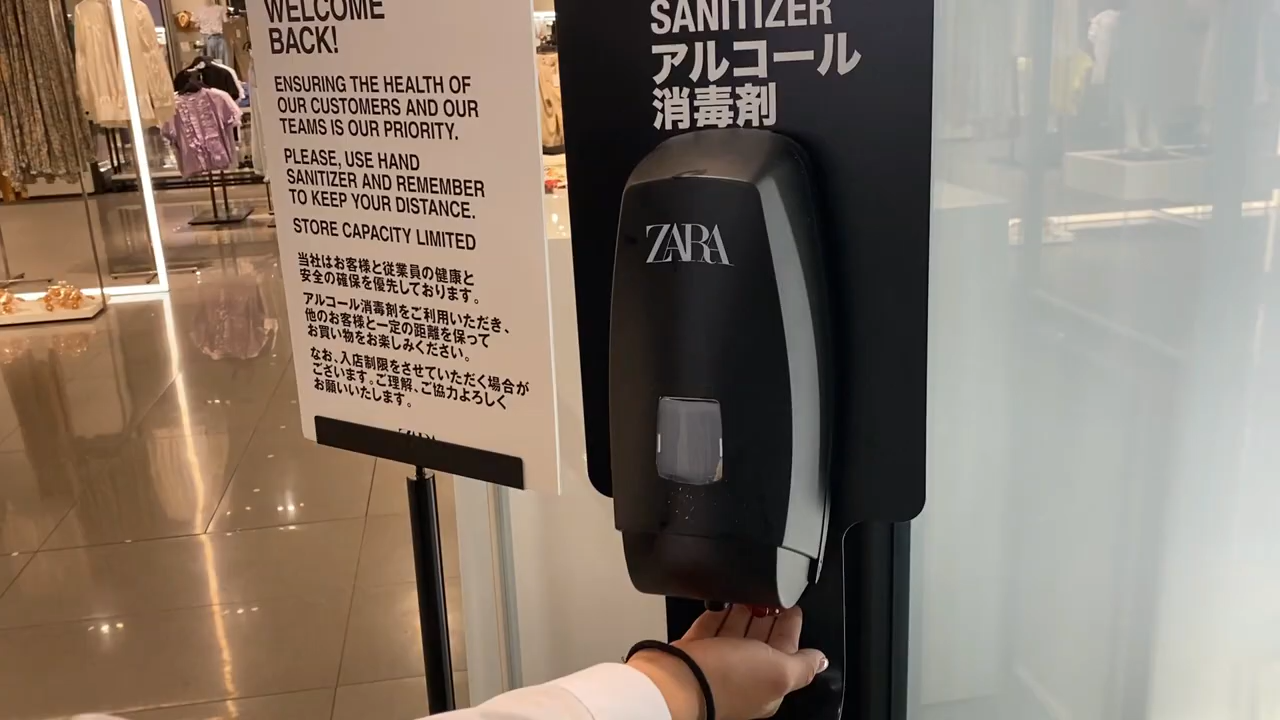 WELCOME
BACK!
ENSURING THE HEALTH OF
OUR CUSTOMERS AND OUR
TEAMS IS OUR PRIORITY.
PLEASE, USE HAND
SANITIZER AND REMEMBER
TO KEEP YOUR DISTANCE.
STORE CAPACITY LIMITED
当社はお客様と従業員の健康と
安全の確保を優先しております。
アルコール消毒剤をご利用いただき、
他のお客様と一定の距離を保って
お買い物をお楽しみください。
なお、入店制限をさせていただく場合が
ございます。ご理解、ご協力よろしく
お願いいたします。
SANITIZER
アルコール
消毒剤
ZARA